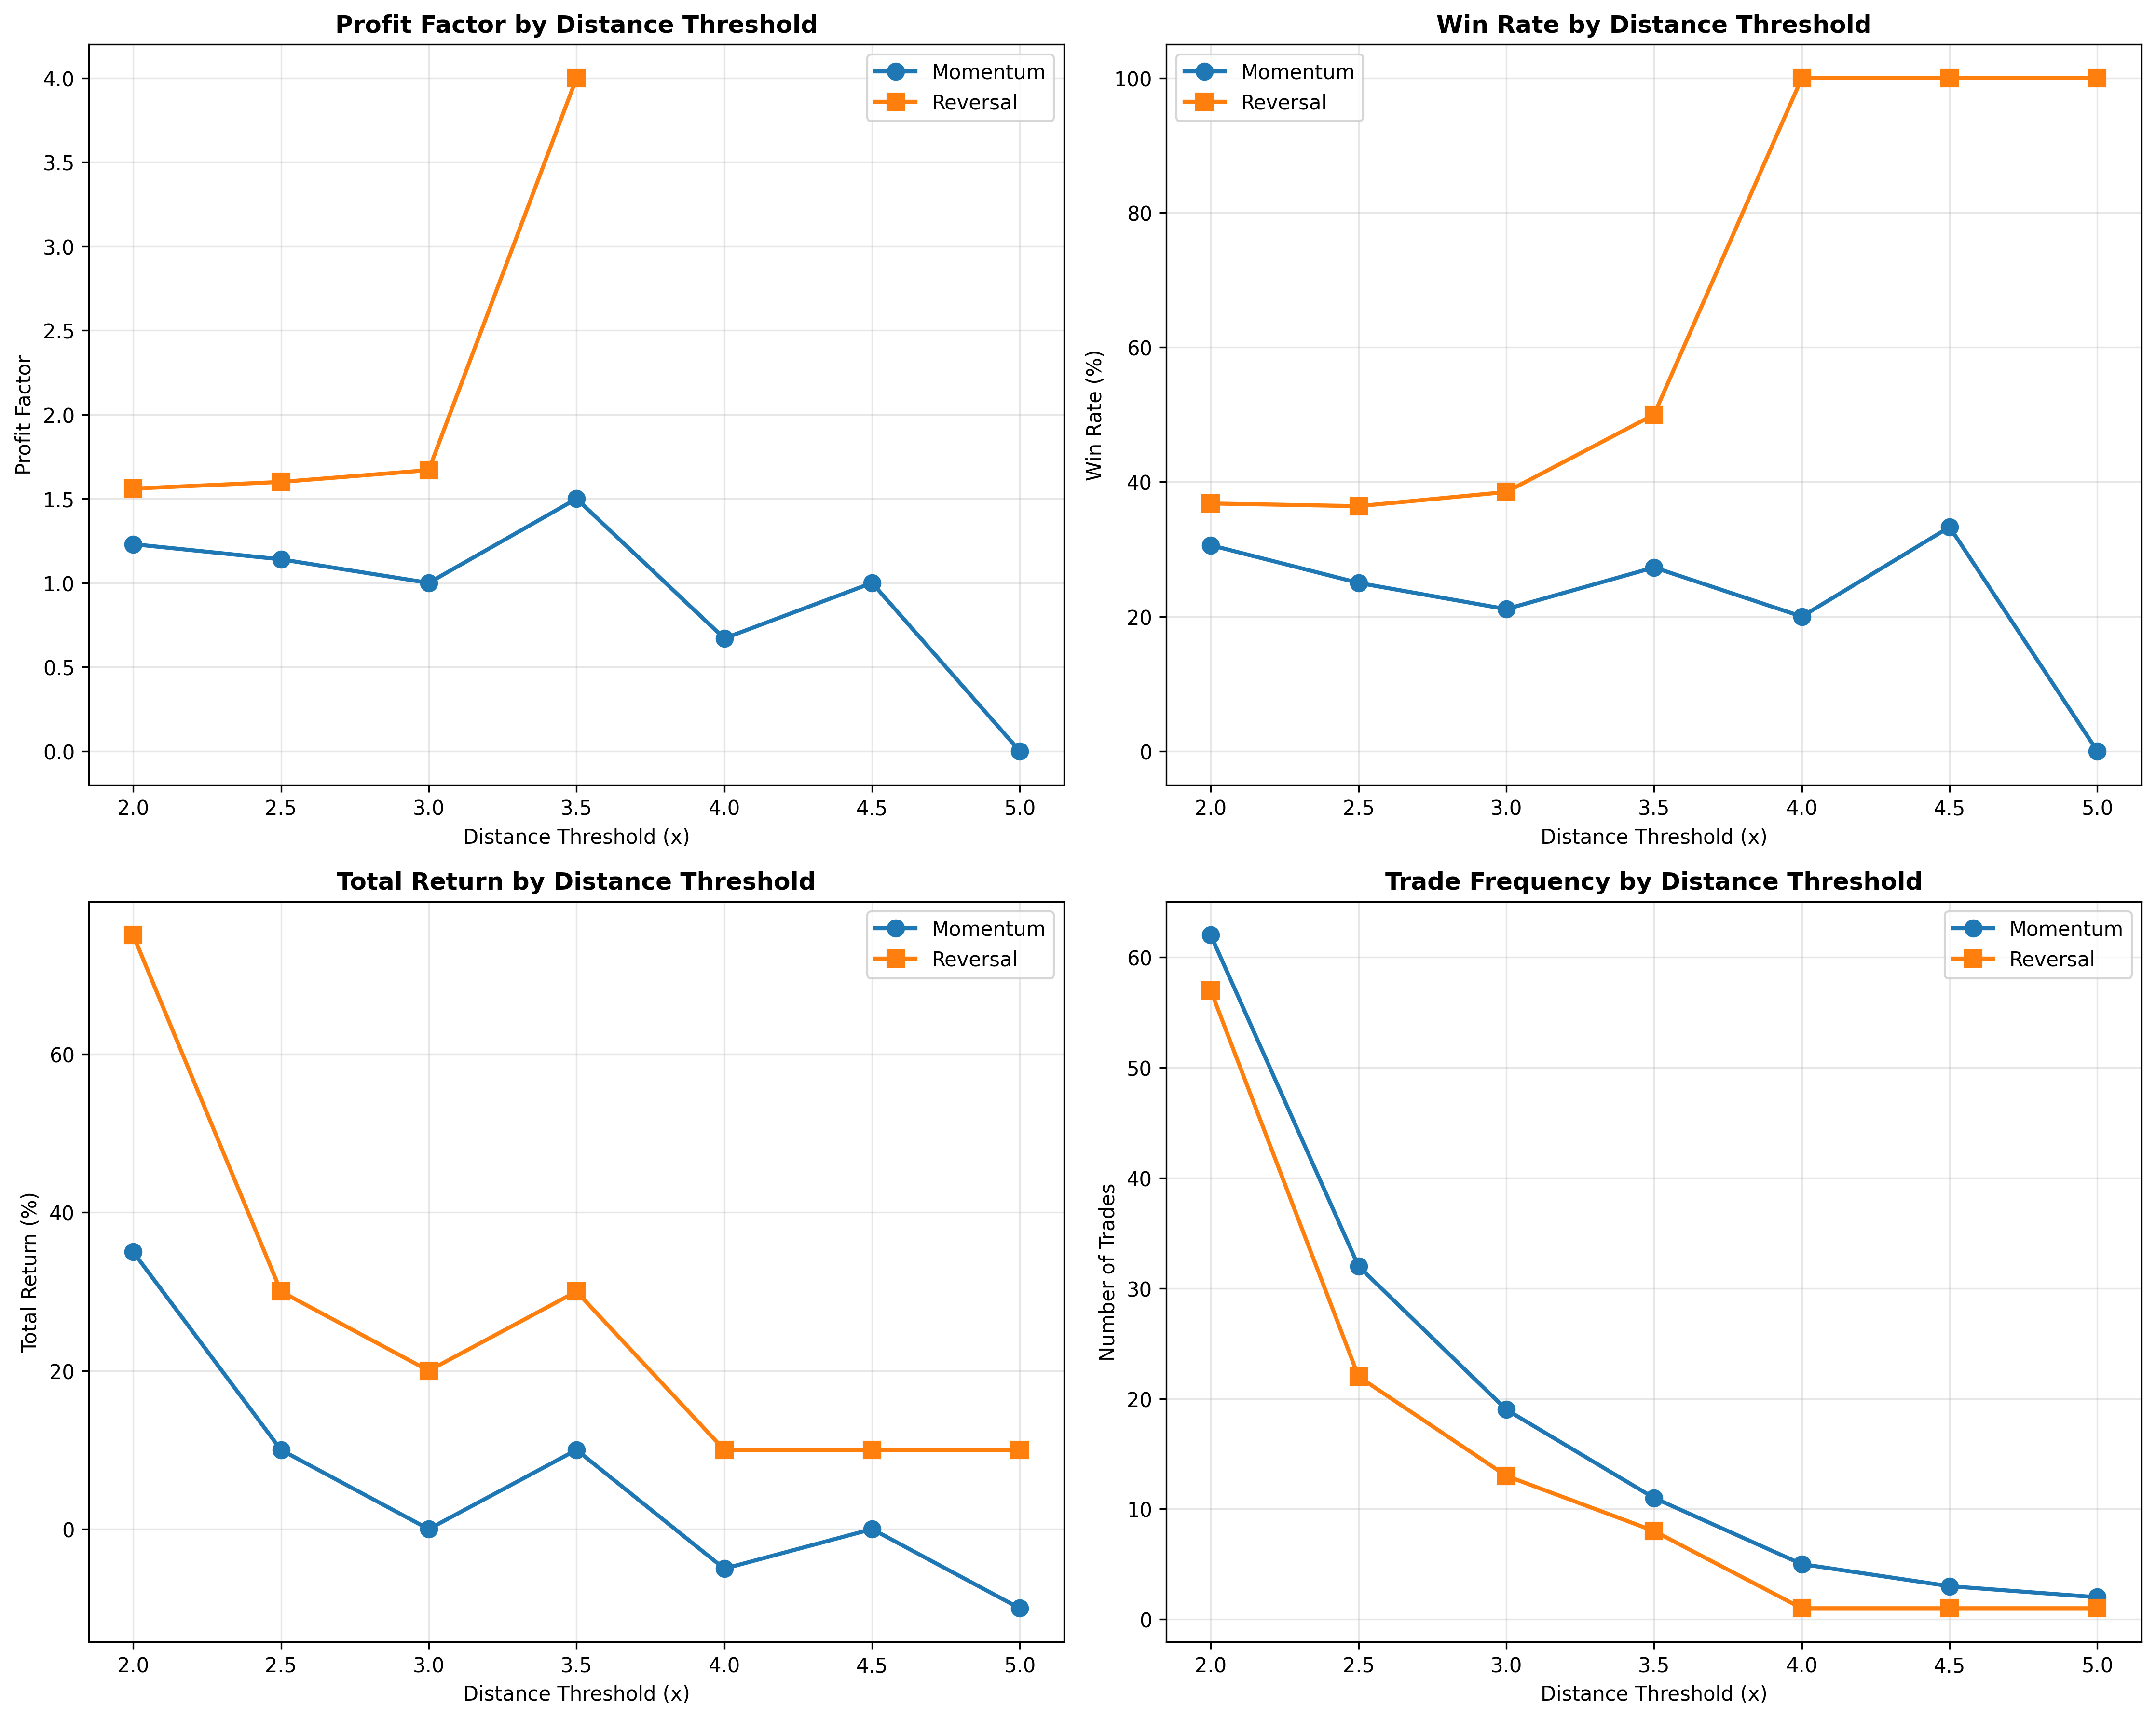 Profit Factor by Distance Threshold
Profit Factor
4.0
3.5
3.0
2.5
2.0
1.5
1.0
0.5
0.0
Momentum
Reversal
2.0 2.5 3.0 3.5 4.0 4.5 5.0
Distance Threshold (x)
Win Rate by Distance Threshold
Win Rate (%)
100
80
60
40
20
0
Momentum
Reversal
2.0 2.5 3.0 3.5 4.0 4.5 5.0
Distance Threshold (x)
Total Return by Distance Threshold
Total Return (%)
60
40
20
0
Momentum
Reversal
2.0 2.5 3.0 3.5 4.0 4.5 5.0
Distance Threshold (x)
Trade Frequency by Distance Threshold
Number of Trades
60
50
40
30
20
10
0
Momentum
Reversal
2.0 2.5 3.0 3.5 4.0 4.5 5.0
Distance Threshold (x)